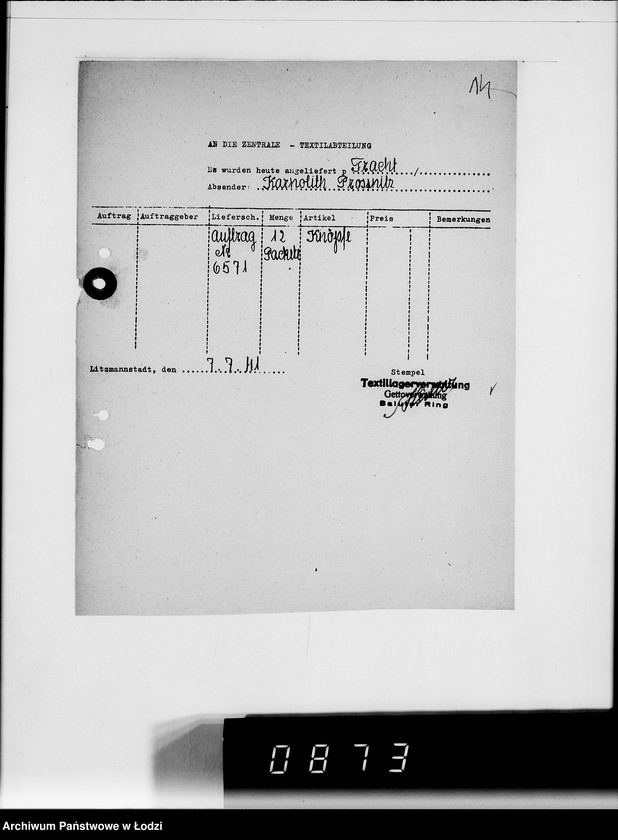 14
AN DIE ZENTRALE - TEXTILABTEILUNG
Es wurden heute angeliefert p Fracht /
Absender: Karnolith Prossnitz
Auftrag Auftraggeber Liefersch. Menge Artikel Preis Bemerkungen
Auftrag 12 Knöpfe
Nr. Packete
6571
Litzmannstadt, den 7.7.41
Stempel
Textillagerverwaltung
Gettoverwaltung
Baluter Ring
0873
Archiwum Państwowe w Łodzi